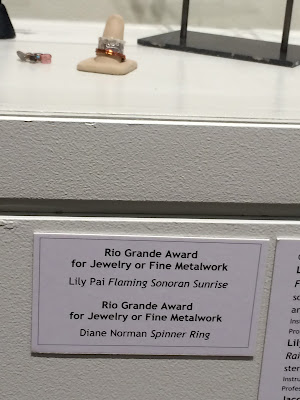 Rio Grande Award
for Jewelry or Fine Metalwork
Lily Pai Flaming Sonoran Sunrise
Rio Grande Award
for Jewelry or Fine Metalwork
Diane Norman Spinner Ring